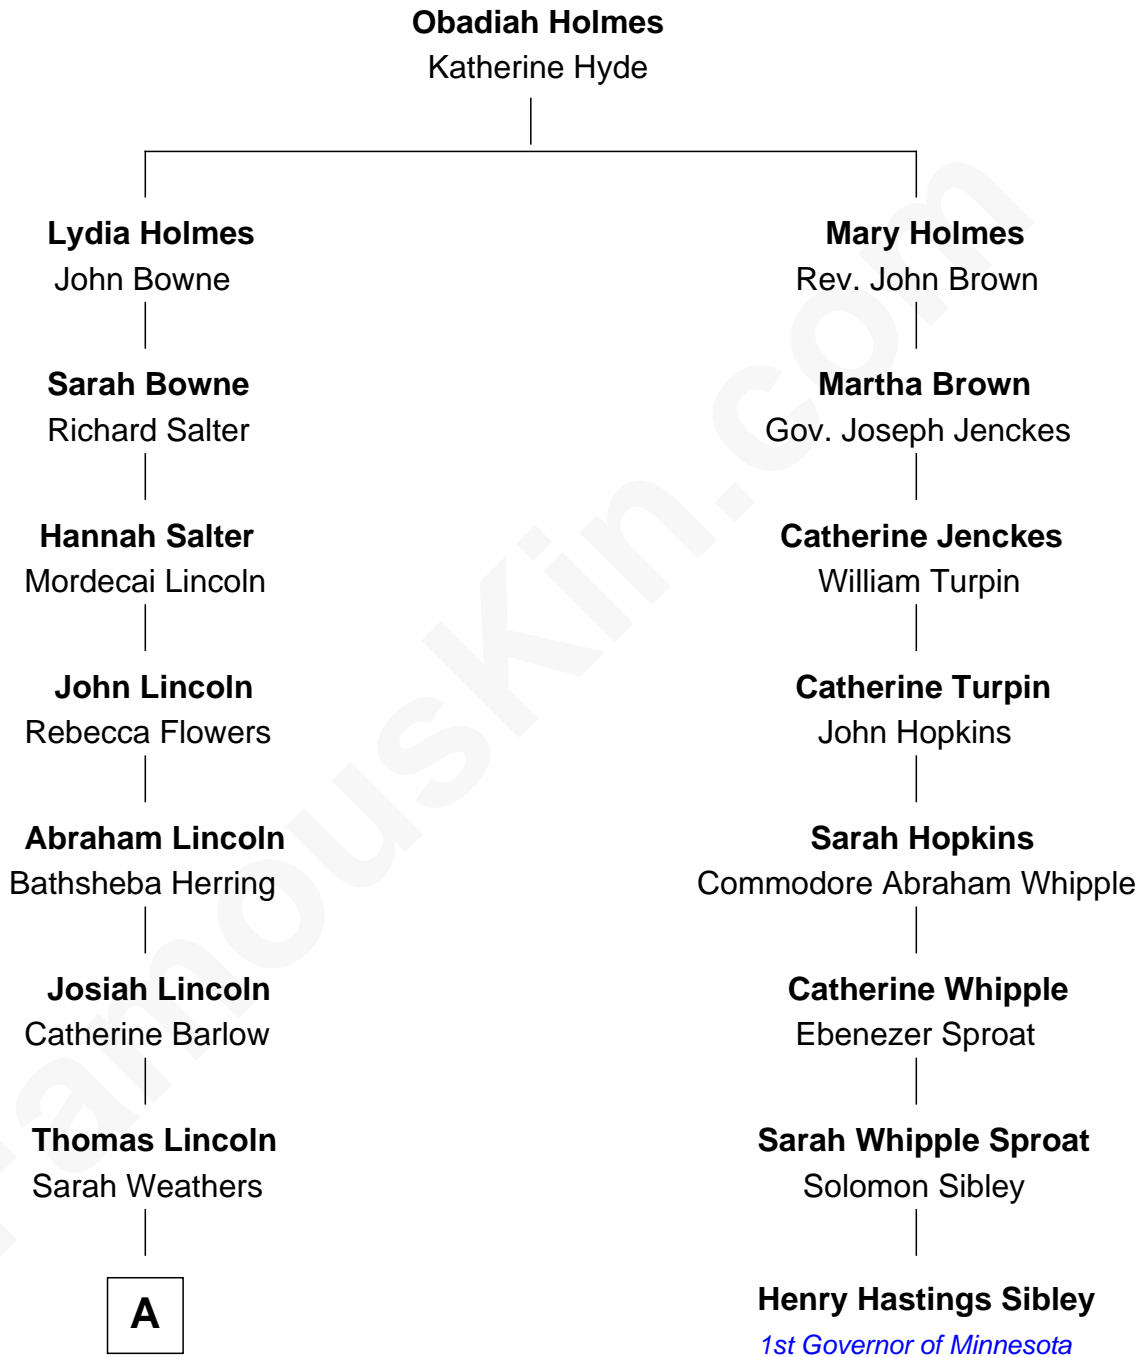 Obadiah Holmes
Katherine Hyde
Lydia Holmes
John Bowne
Sarah Bowne
Richard Salter
Hannah Salter
Mordecai Lincoln
John Lincoln
Rebecca Flowers
Abraham Lincoln
Bathsheba Herring
Josiah Lincoln
Catherine Barlow
Thomas Lincoln
Sarah Weathers
A
Mary Holmes
Rev. John Brown
Martha Brown
Gov. Joseph Jenckes
Catherine Jenckes
William Turpin
Catherine Turpin
John Hopkins
Sarah Hopkins
Commodore Abraham Whipple
Catherine Whipple
Ebenezer Sproat
Sarah Whipple Sproat
Solomon Sibley
Henry Hastings Sibley
1st Governor of Minnesota
FamousKin.com